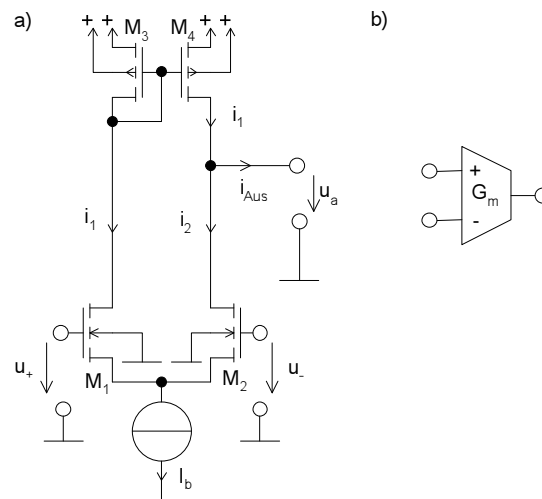 a)
b)
+ + M3 M4 + +
i1
iAus
ua
i1
i2
+
Gm
-
u+
M1
M2
u-
Ib